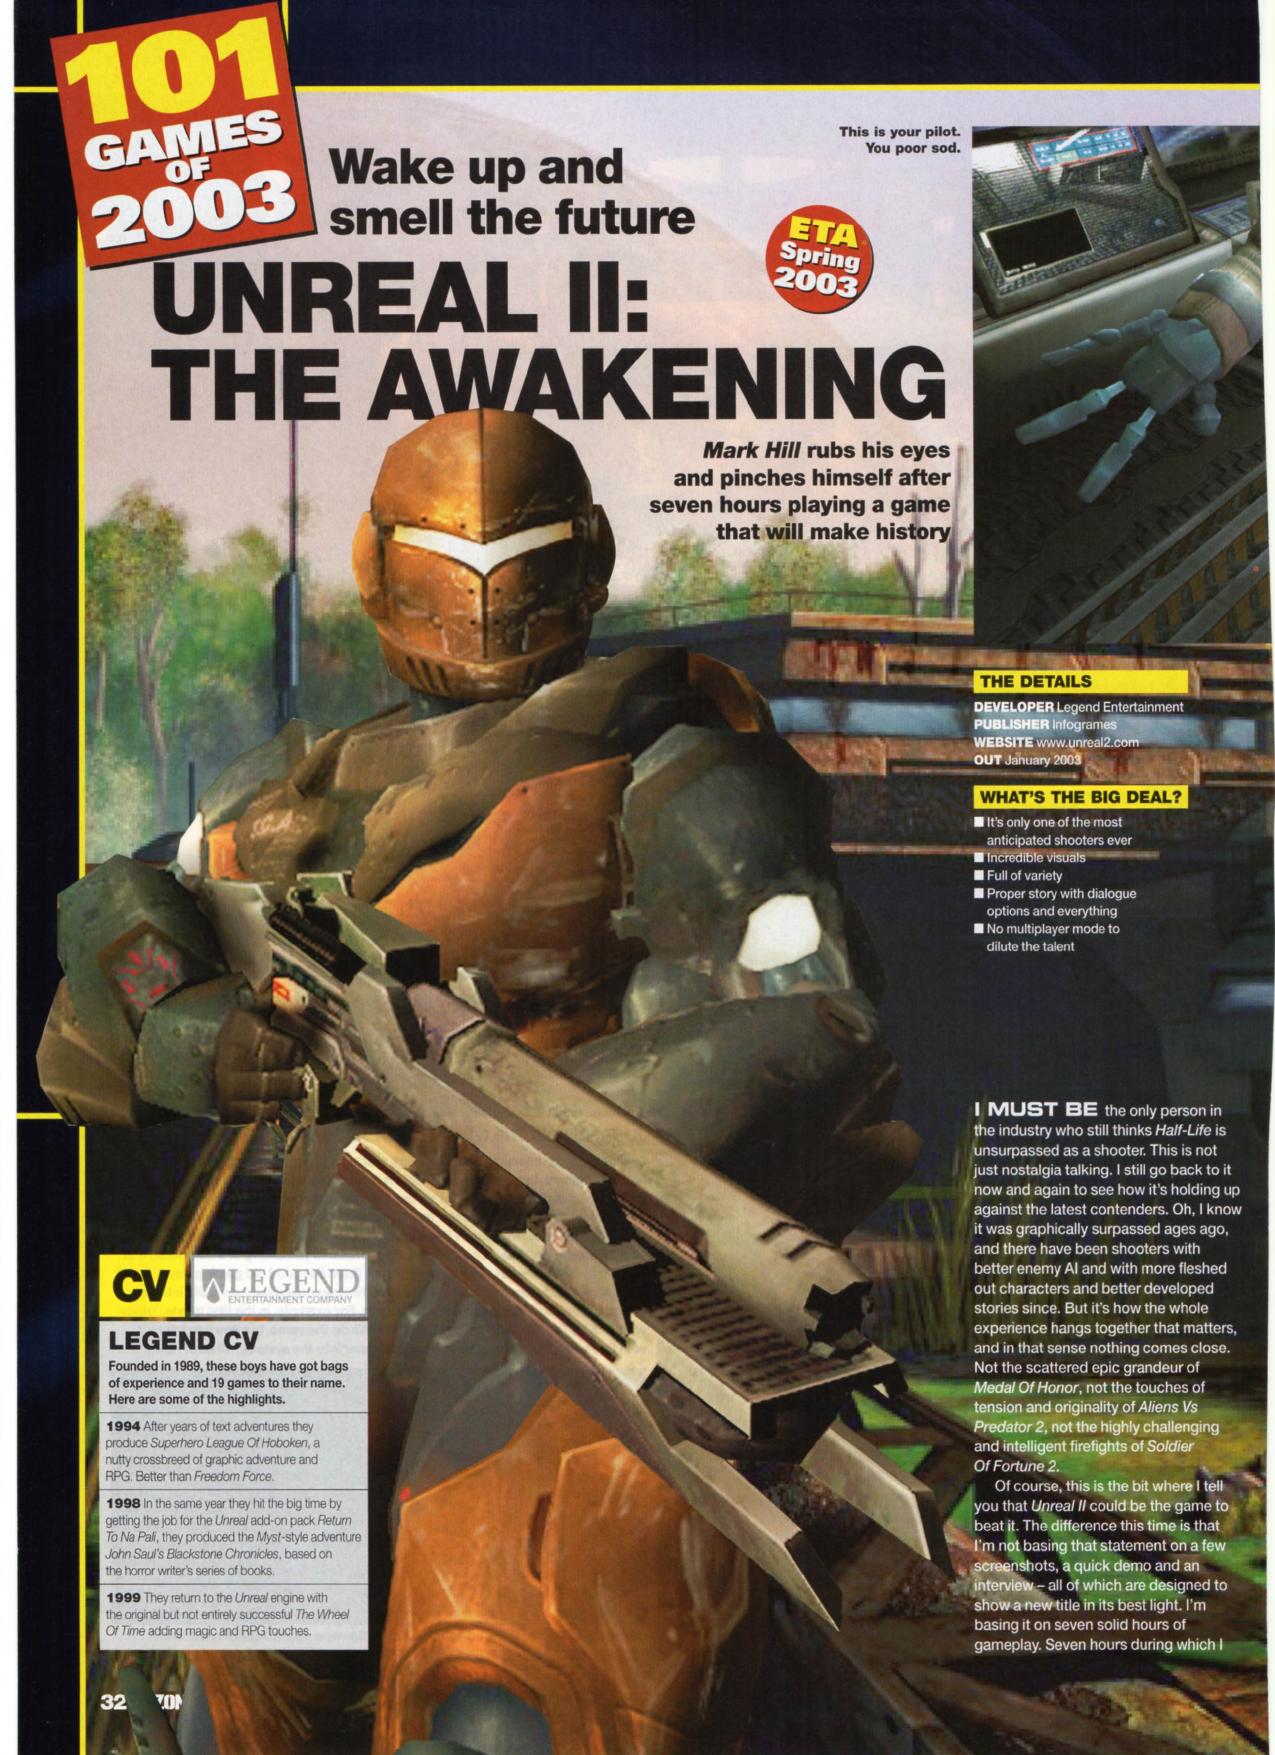 101
GAMES
OF
2003
Wake up and
smell the future
UNREAL II:
THE AWAKENING
ETA
Spring
2003
This is your pilot.
You poor sod.
Mark Hill rubs his eyes
and pinches himself after
seven hours playing a game
that will make history
THE DETAILS
DEVELOPER Legend Entertainment
PUBLISHER Infogrames
WEBSITE www.unreal2.com
OUT January 2003
WHAT'S THE BIG DEAL?
■ It's only one of the most
anticipated shooters ever
■ Incredible visuals
■ Full of variety
■ Proper story with dialogue
options and everything
■ No multiplayer mode to
dilute the talent
I MUST BE the only person in
the industry who still thinks Half-Life is
unsurpassed as a shooter. This is not
just nostalgia talking. I still go back to it
now and again to see how it's holding up
against the latest contenders. Oh, I know
it was graphically surpassed ages ago,
and there have been shooters with
better enemy AI and with more fleshed
out characters and better developed
stories since. But it's how the whole
experience hangs together that matters,
and in that sense nothing comes close.
Not the scattered epic grandeur of
Medal Of Honor, not the touches of
tension and originality of Aliens Vs
Predator 2, not the highly challenging
and intelligent firefights of Soldier
Of Fortune 2.
Of course, this is the bit where I tell
you that Unreal II could be the game to
beat it. The difference this time is that
I'm not basing that statement on a few
screenshots, a quick demo and an
interview – all of which are designed to
show a new title in its best light. I'm
basing it on seven solid hours of
gameplay. Seven hours during which I
CV
LEGEND
ENTERTAINMENT COMPANY
LEGEND CV
Founded in 1989, these boys have got bags
of experience and 19 games to their name.
Here are some of the highlights.
1994 After years of text adventures they
produce Superhero League Of Hoboken, a
nutty crossbreed of graphic adventure and
RPG. Better than Freedom Force.
1998 In the same year they hit the big time by
getting the job for the Unreal add-on pack Return
To Na Pali, they produced the Myst-style adventure
John Saul's Blackstone Chronicles, based on
the horror writer's series of books.
1999 They return to the Unreal engine with
the original but not entirely successful The Wheel
Of Time adding magic and RPG touches.
32